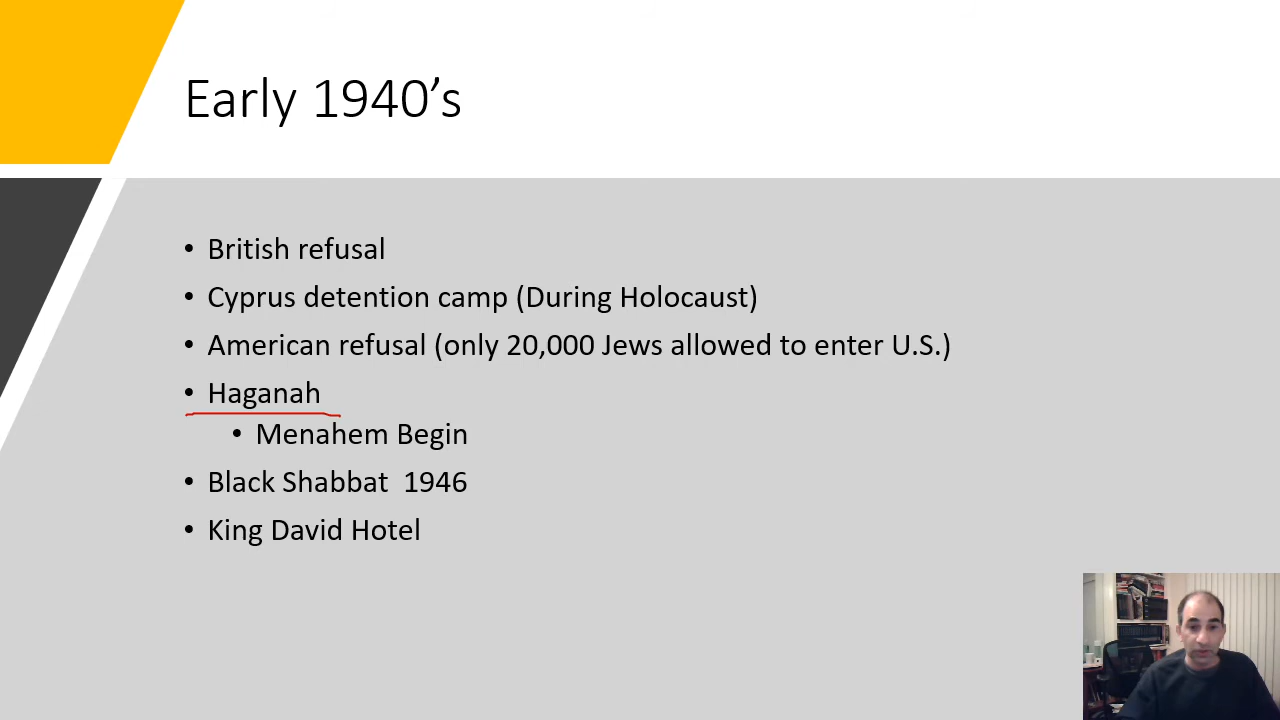 Early 1940’s
• British refusal
• Cyprus detention camp (During Holocaust)
• American refusal (only 20,000 Jews allowed to enter U.S.)
• Haganah
• Menahem Begin
• Black Shabbat  1946
• King David Hotel